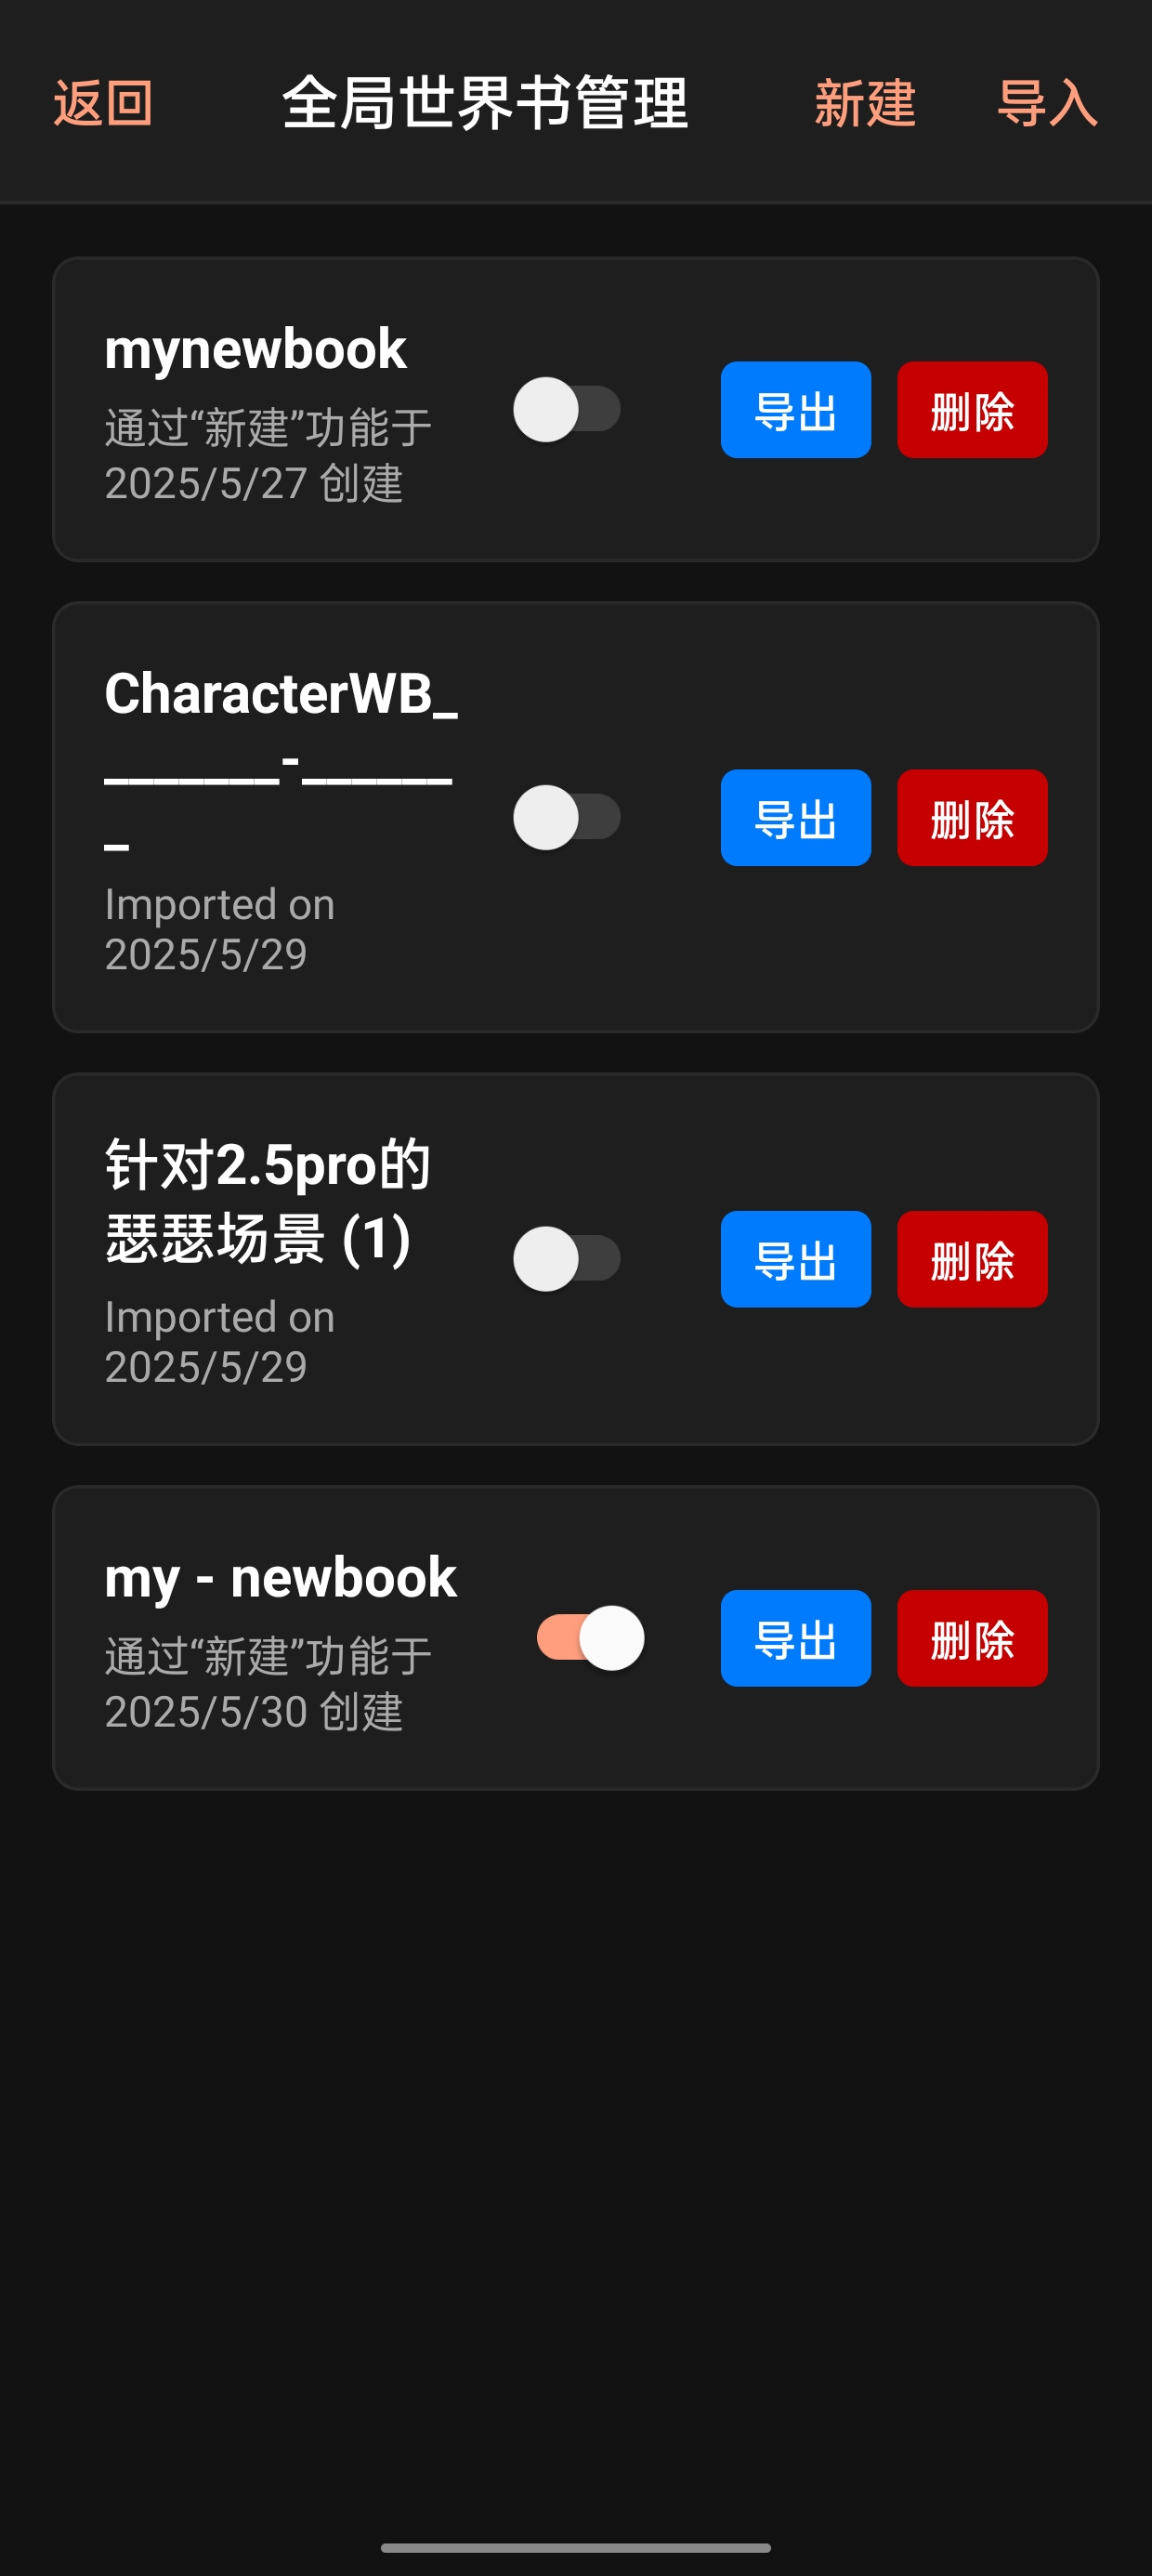 返回 全局世界书管理 新建 导入
mynewbook
通过“新建”功能于
2025/5/27 创建
导出 删除
CharacterWB_
_______-______
_
Imported on
2025/5/29
导出 删除
针对2.5pro的
瑟瑟场景 (1)
Imported on
2025/5/29
导出 删除
my - newbook
通过“新建”功能于
2025/5/30 创建
导出 删除